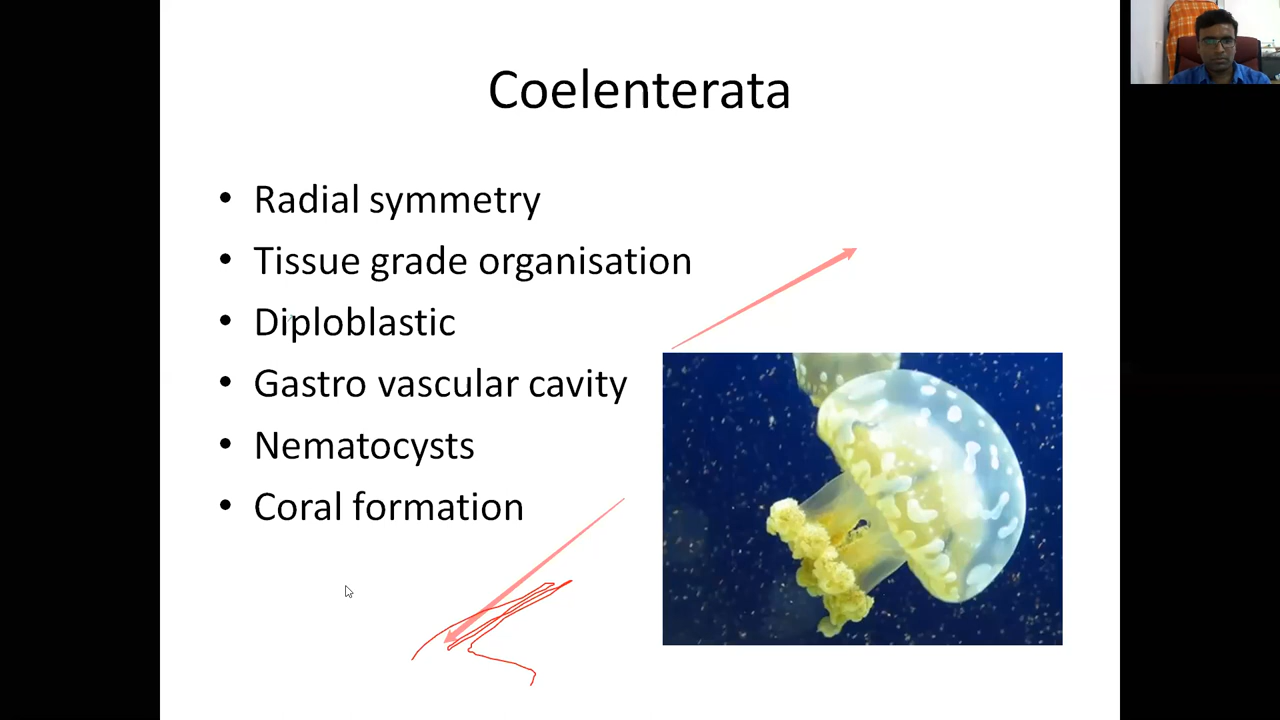 Coelenterata
• Radial symmetry
• Tissue grade organisation
• Diploblastic
• Gastro vascular cavity
• Nematocysts
• Coral formation